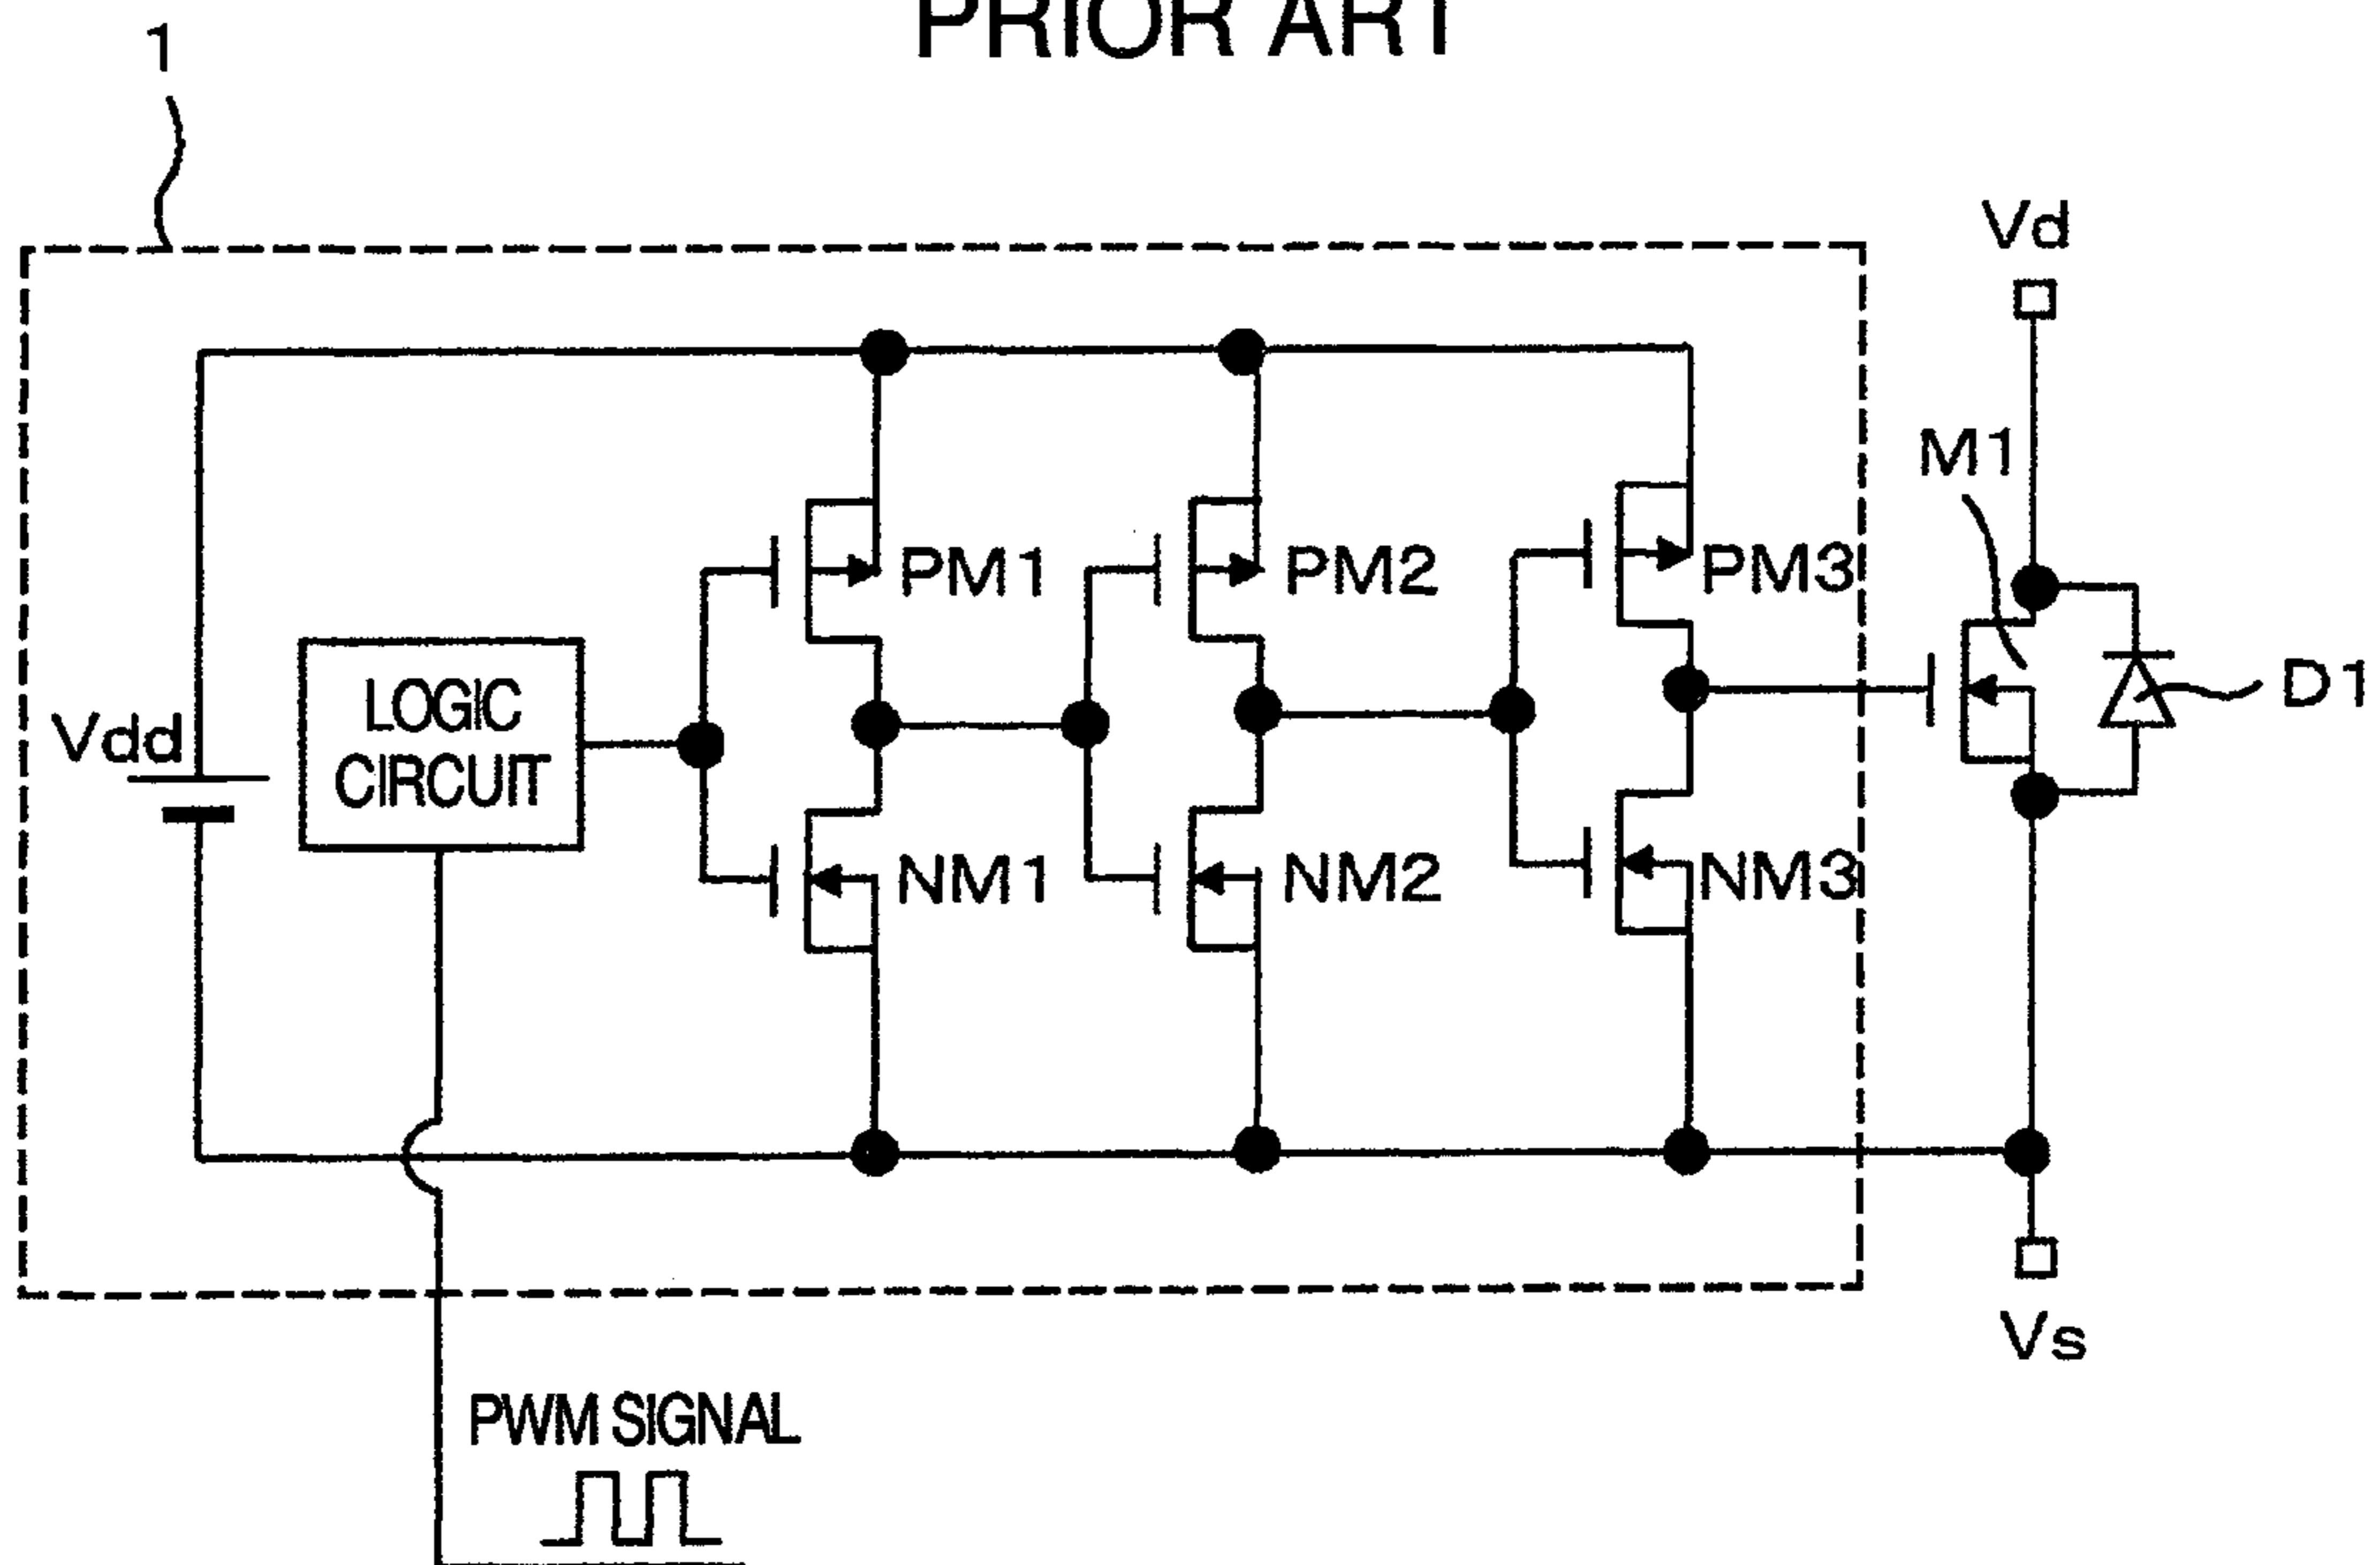 PRIOR ART
1
Vd
M1
PM1
PM2
PM3
D1
LOGIC
CIRCUIT
Vdd
NM1
NM2
NM3
Vs
PWM SIGNAL